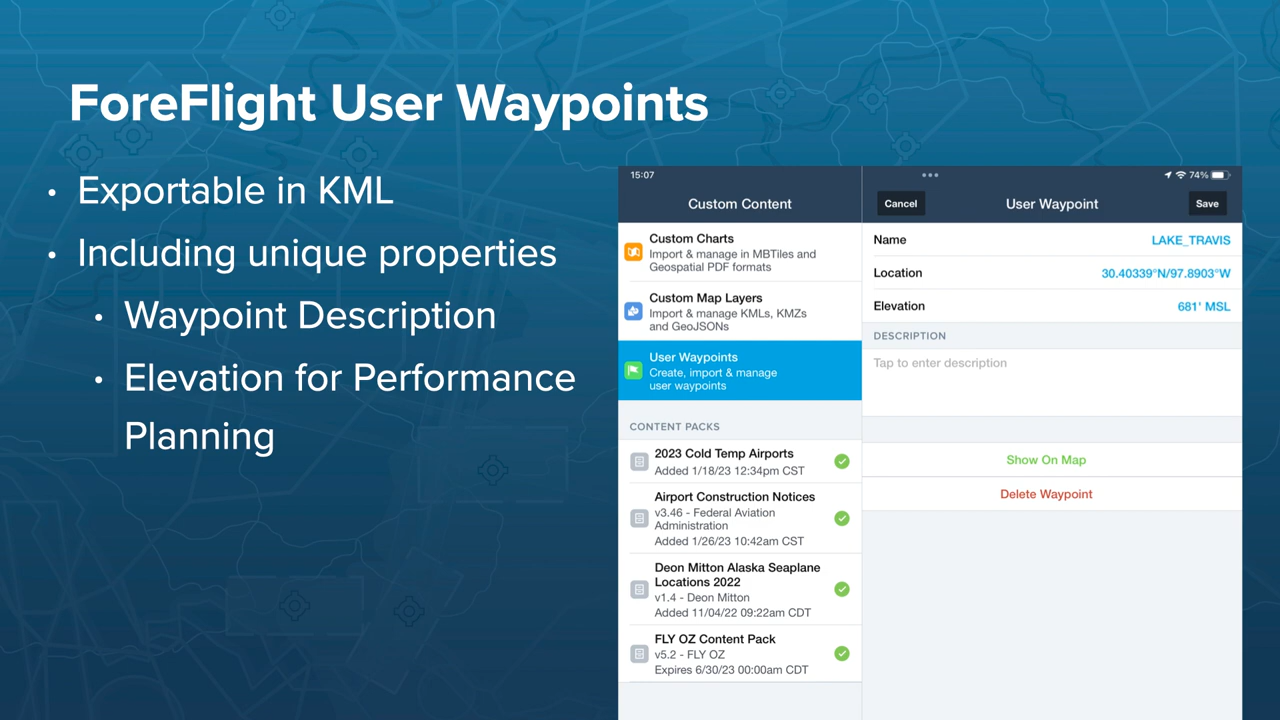 ForeFlight User Waypoints
• Exportable in KML
• Including unique properties
• Waypoint Description
• Elevation for Performance
Planning
15:07
Custom Content
Custom Charts
Import & manage in MBTiles and
Geospatial PDF formats
Custom Map Layers
Import & manage KMLs, KMZs
and GeoJSONs
User Waypoints
Create, import & manage
user waypoints
CONTENT PACKS
2023 Cold Temp Airports
Added 1/18/23 12:34pm CST
Airport Construction Notices
v3.46 - Federal Aviation
Administration
Added 1/26/23 10:42am CST
Deon Mitton Alaska Seaplane
Locations 2022
v1.4 - Deon Mitton
Added 11/04/22 09:22am CDT
FLY OZ Content Pack
v5.2 - FLY OZ
Expires 6/30/23 00:00am CDT
74%
Cancel User Waypoint Save
Name LAKE_TRAVIS
Location 30.40339°N/97.8903°W
Elevation 681' MSL
DESCRIPTION
Tap to enter description
Show On Map
Delete Waypoint